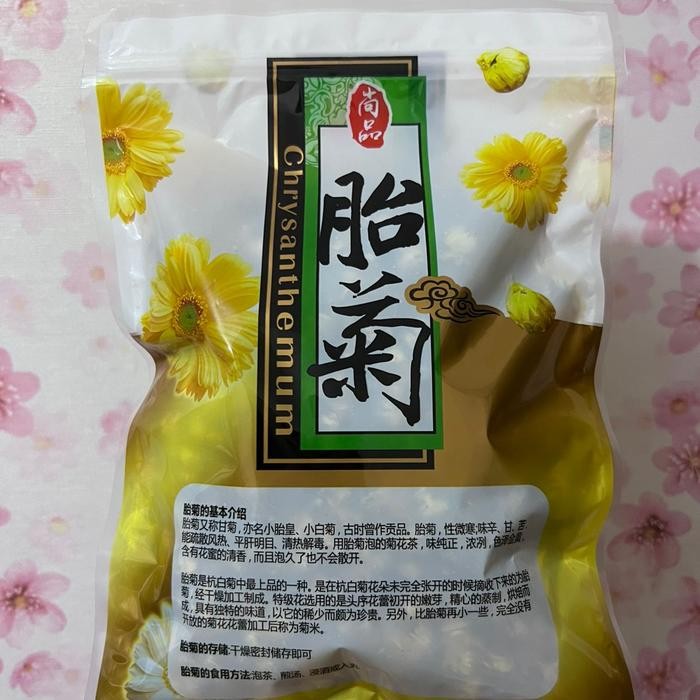 尚品
胎菊
Chrysanthemum
胎菊的基本介绍
胎菊又称甘菊，亦名小胎皇、小白菊，古时曾作贡品。胎菊，性微寒;味辛、甘、苦，
能疏散风热、平肝明目、清热解毒。用胎菊泡的菊花茶，味纯正，浓冽，色泽金黄，
含有花蜜的清香，而且泡久了也不会散开。
胎菊是杭白菊中最上品的一种。是在杭白菊花朵未完全张开的时候摘收下来的为胎
菊，经干燥加工制成。特级花选用的是头序花蕾初开的嫩芽，精心的蒸制，烘焙而
成，具有独特的味道，以它的稀少而颇为珍贵。另外，比胎菊再小一些，完全没有
开放的菊花花蕾加工后称为菊米。
胎菊的存储:干燥密封储存即可
胎菊的食用方法:泡茶、煎汤、浸酒或入